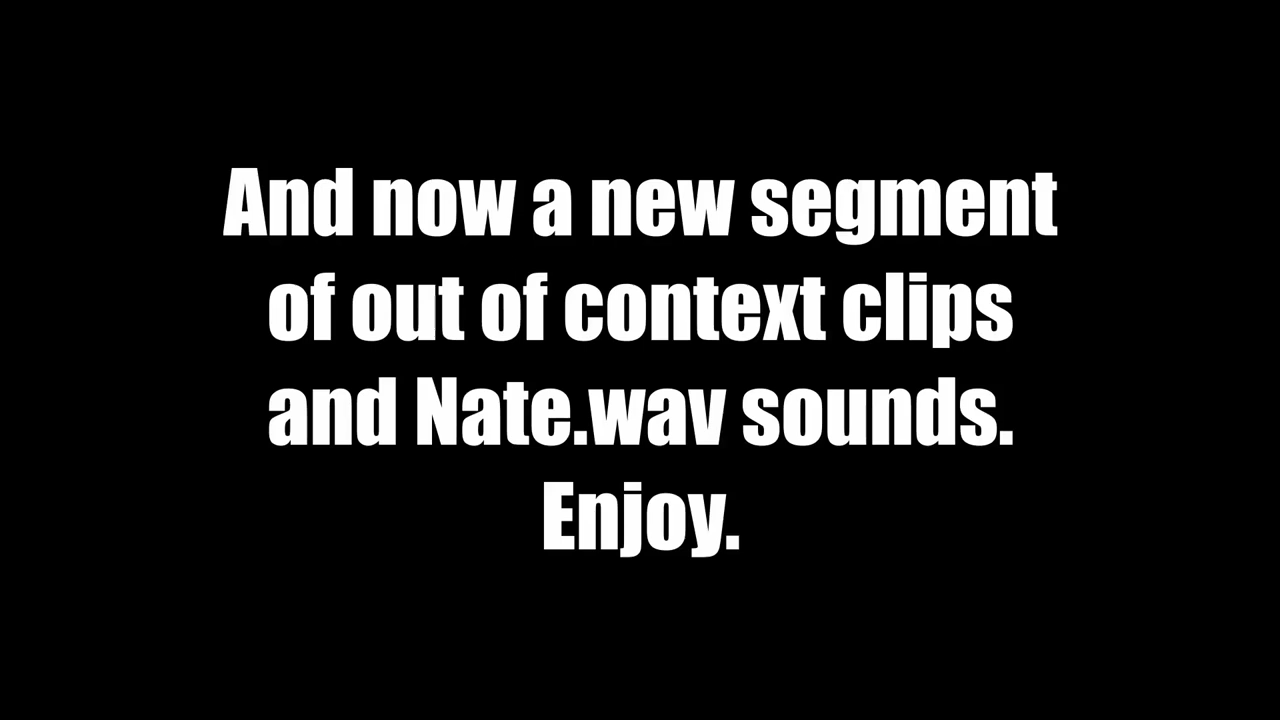 And now a new segment
of out of context clips
and Nate.wav sounds.
Enjoy.